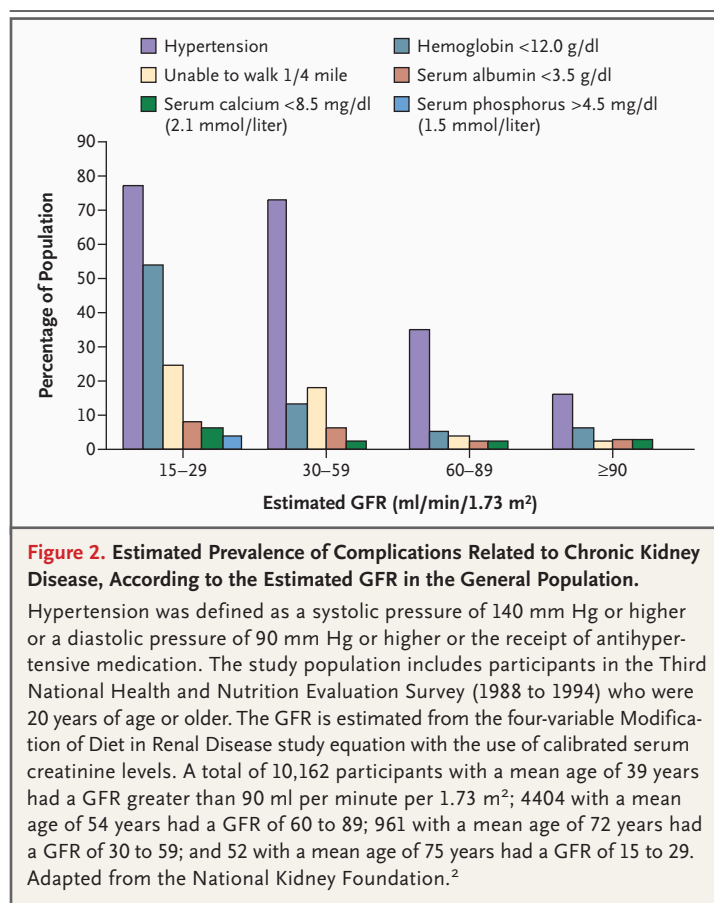 Hypertension
Unable to walk 1/4 mile
Serum calcium <8.5 mg/dl
(2.1 mmol/liter)
Hemoglobin <12.0 g/dl
Serum albumin <3.5 g/dl
Serum phosphorus >4.5 mg/dl
(1.5 mmol/liter)
Percentage of Population
90
80
70
60
50
40
30
20
10
0
15–29
30–59
60–89
≥90
Estimated GFR (ml/min/1.73 m²)
Figure 2. Estimated Prevalence of Complications Related to Chronic Kidney
Disease, According to the Estimated GFR in the General Population.
Hypertension was defined as a systolic pressure of 140 mm Hg or higher
or a diastolic pressure of 90 mm Hg or higher or the receipt of antihyper-
tensive medication. The study population includes participants in the Third
National Health and Nutrition Evaluation Survey (1988 to 1994) who were
20 years of age or older. The GFR is estimated from the four-variable Modifica-
tion of Diet in Renal Disease study equation with the use of calibrated serum
creatinine levels. A total of 10,162 participants with a mean age of 39 years
had a GFR greater than 90 ml per minute per 1.73 m²; 4404 with a mean
age of 54 years had a GFR of 60 to 89; 961 with a mean age of 72 years had
a GFR of 30 to 59; and 52 with a mean age of 75 years had a GFR of 15 to 29.
Adapted from the National Kidney Foundation.²